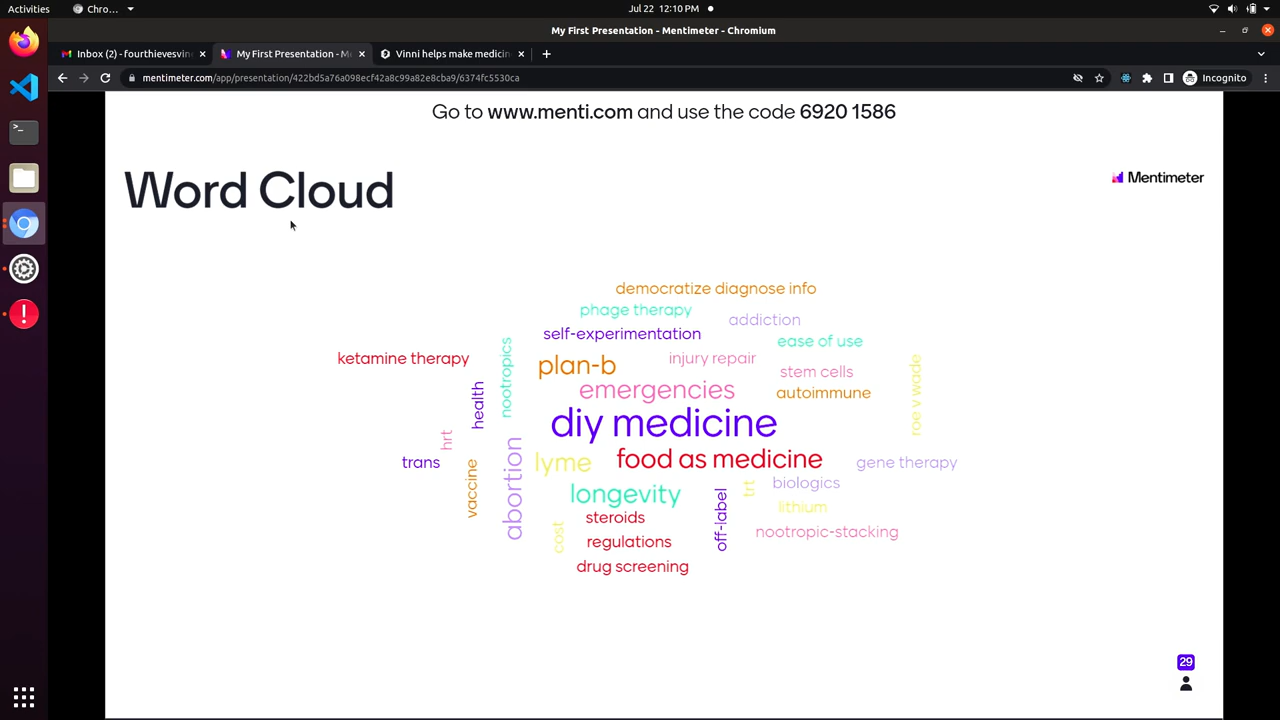 Activities
Chro…
Jul 22 12:10 PM
My First Presentation - Mentimeter - Chromium
Inbox (2) - fourthievesvine
My First Presentation - Me
Vinni helps make medicin
mentimeter.com/app/presentation/422bd5a76a098ecf42a8c99a82e8cba9/6374fc5530ca
Incognito
Go to www.menti.com and use the code 6920 1586
Word Cloud
Mentimeter
democratize diagnose info
phage therapy
addiction
self-experimentation
ease of use
ketamine therapy
nootropics
plan-b
injury repair
stem cells
roe v wade
health
emergencies
autoimmune
diy medicine
hrt
trans
vaccine
abortion
lyme
food as medicine
gene therapy
longevity
off-label
trt
biologics
lithium
steroids
cost
regulations
nootropic-stacking
drug screening
29